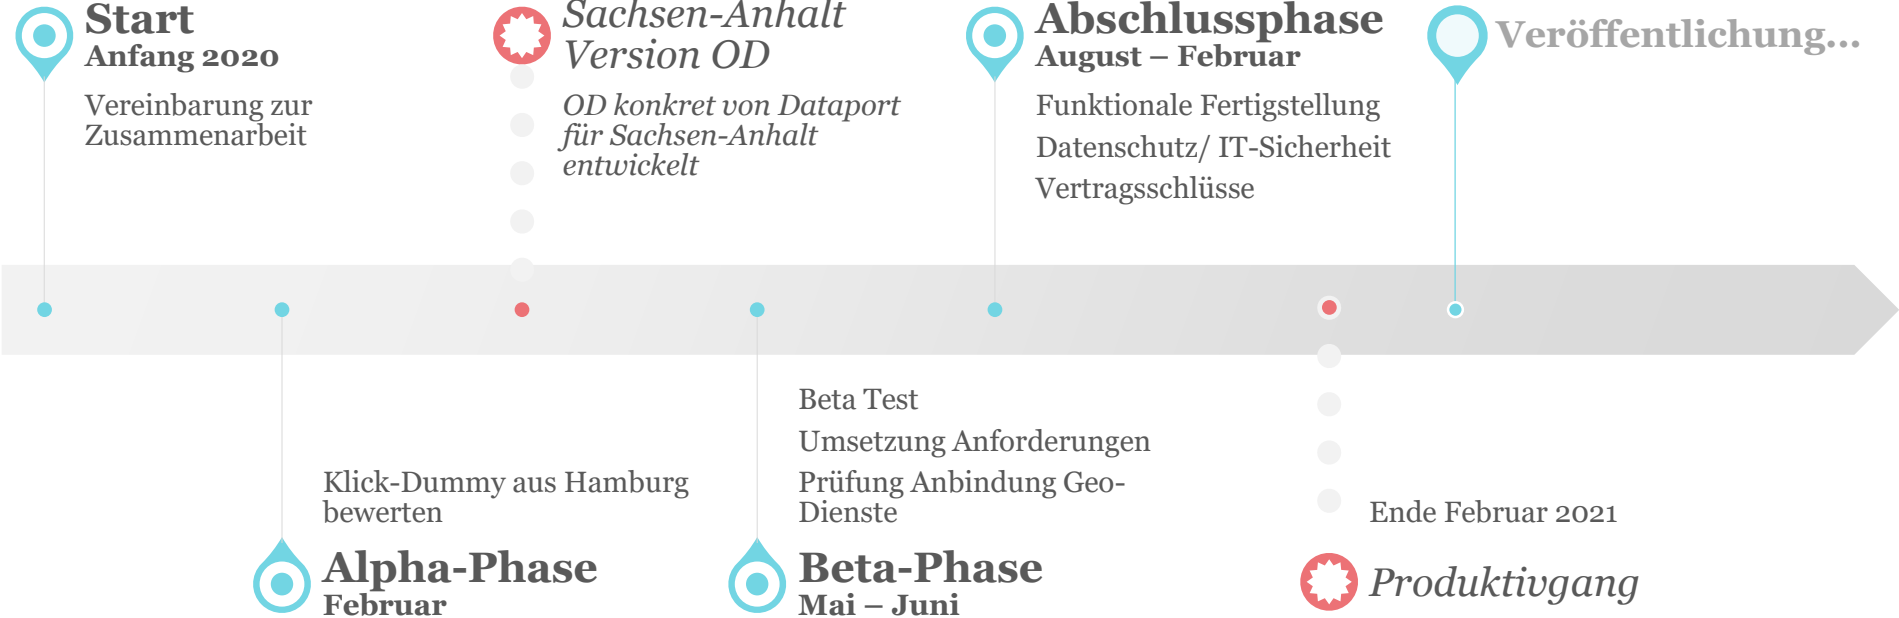 Start
Anfang 2020
Vereinbarung zur
Zusammenarbeit
Sachsen-Anhalt
Version OD
OD konkret von Dataport
für Sachsen-Anhalt
entwickelt
Abschlussphase
August – Februar
Funktionale Fertigstellung
Datenschutz/ IT-Sicherheit
Vertragsschlüsse
Veröffentlichung...
Klick-Dummy aus Hamburg
bewerten
Alpha-Phase
Februar
Beta Test
Umsetzung Anforderungen
Prüfung Anbindung Geo-
Dienste
Beta-Phase
Mai – Juni
Ende Februar 2021
Produktivgang